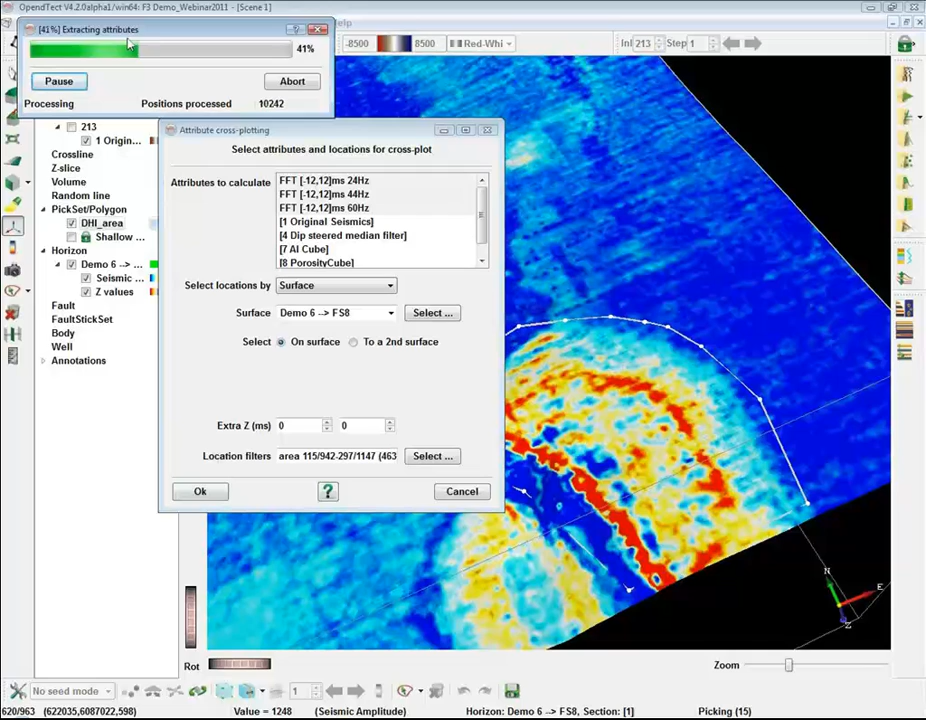 OpendTect V4.2.0alpha1/win64: F3 Demo_Webinar2011 - [Scene 1]
[41%] Extracting attributes
41%
Pause
Abort
Processing
Positions processed
10242
-8500
8500
Red-Whi
Inl
213
Step
1
213
1 Origin...
Crossline
Z-slice
Volume
Random line
PickSet/Polygon
DHI_area
Shallow ...
Horizon
Demo 6 --> ...
Seismic ...
Z values
Fault
FaultStickSet
Body
Well
Annotations
Attribute cross-plotting
Select attributes and locations for cross-plot
Attributes to calculate
FFT [-12,12]ms 24Hz
FFT [-12,12]ms 44Hz
FFT [-12,12]ms 60Hz
[1 Original Seismics]
[4 Dip steered median filter]
[7 AI Cube]
[8 PorosityCube]
Select locations by
Surface
Surface
Demo 6 --> FS8
Select ...
Select
On surface
To a 2nd surface
Extra Z (ms)
0
0
Location filters
area 115/942-297/1147 (463
Select ...
Ok
?
Cancel
N
E
Z
Rot
Zoom
No seed mode
1
620/963
(622035,6087022,598)
Value = 1248
(Seismic Amplitude)
Horizon: Demo 6 --> FS8, Section: [1]
Picking (15)